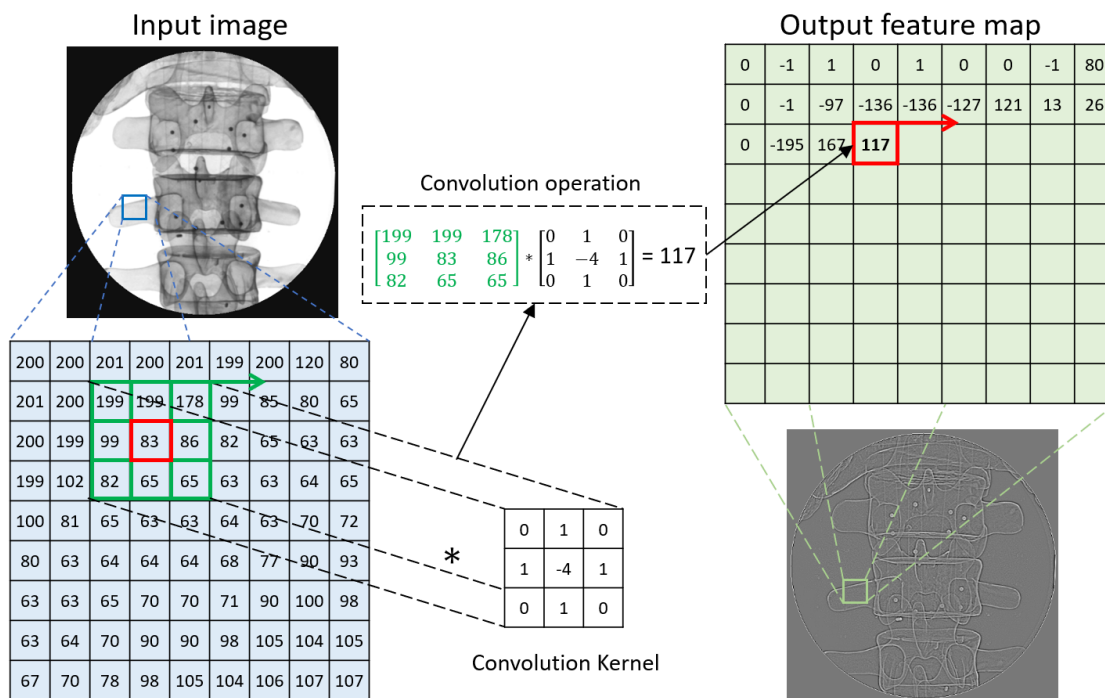 Input image
Output feature map
0 -1 1 0 1 0 0 -1 80
0 -1 -97 -136 -136 -127 121 13 26
0 -195 167 117
Convolution operation
[199 199 178] [0 1 0]
[99 83 86] * [1 −4 1] = 117
[82 65 65] [0 1 0]
200 200 201 200 201 199 200 120 80
201 200 199 199 178 99 85 80 65
200 199 99 83 86 82 65 63 63
199 102 82 65 65 63 63 64 65
100 81 65 63 63 64 63 70 72
80 63 64 64 64 68 77 90 93
63 63 65 70 70 71 90 100 98
63 64 70 90 90 98 105 104 105
67 70 78 98 105 104 106 107 107
*
0 1 0
1 -4 1
0 1 0
Convolution Kernel